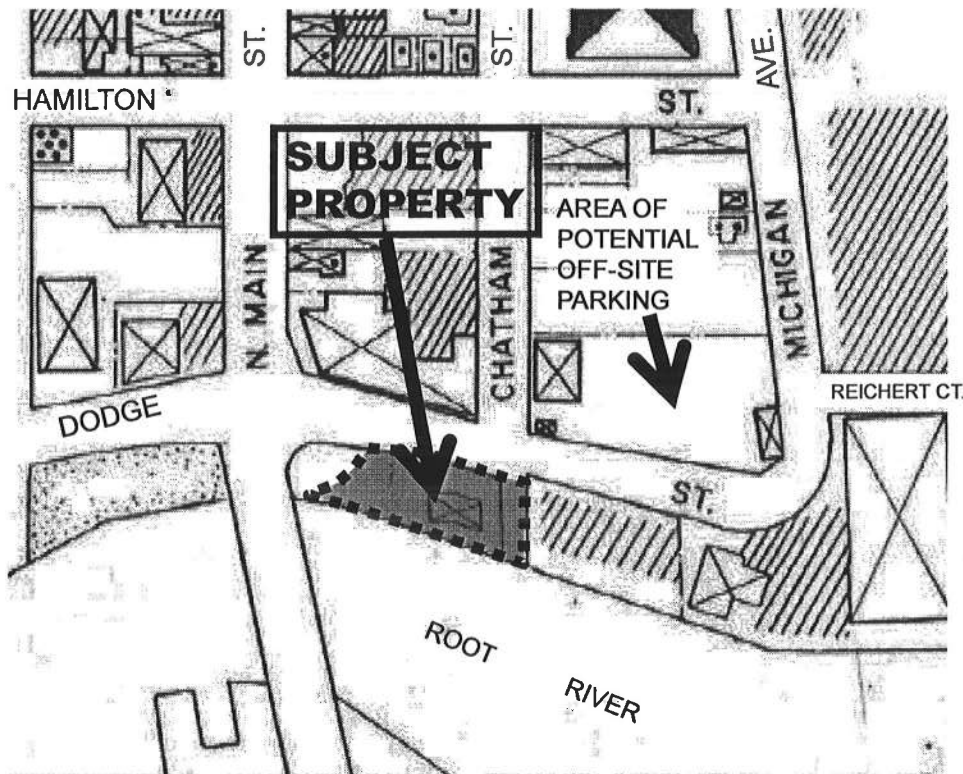 ST.
ST.
AVE.
HAMILTON
ST.
SUBJECT
PROPERTY
AREA OF
POTENTIAL
OFF-SITE
PARKING
N. MAIN
CHATHAM
MICHIGAN
REICHERT CT.
DODGE
ST.
ROOT
RIVER